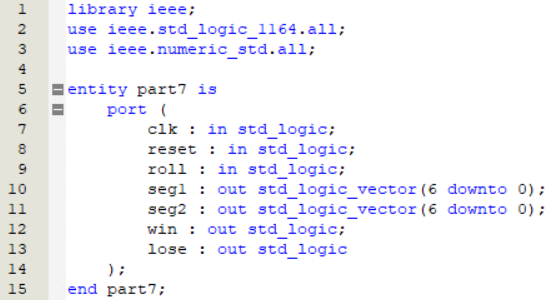 1 library ieee;
2 use ieee.std_logic_1164.all;
3 use ieee.numeric_std.all;
4
5 entity part7 is
6     port (
7         clk : in std_logic;
8         reset : in std_logic;
9         roll : in std_logic;
10         seg1 : out std_logic_vector(6 downto 0);
11         seg2 : out std_logic_vector(6 downto 0);
12         win : out std_logic;
13         lose : out std_logic
14     );
15 end part7;